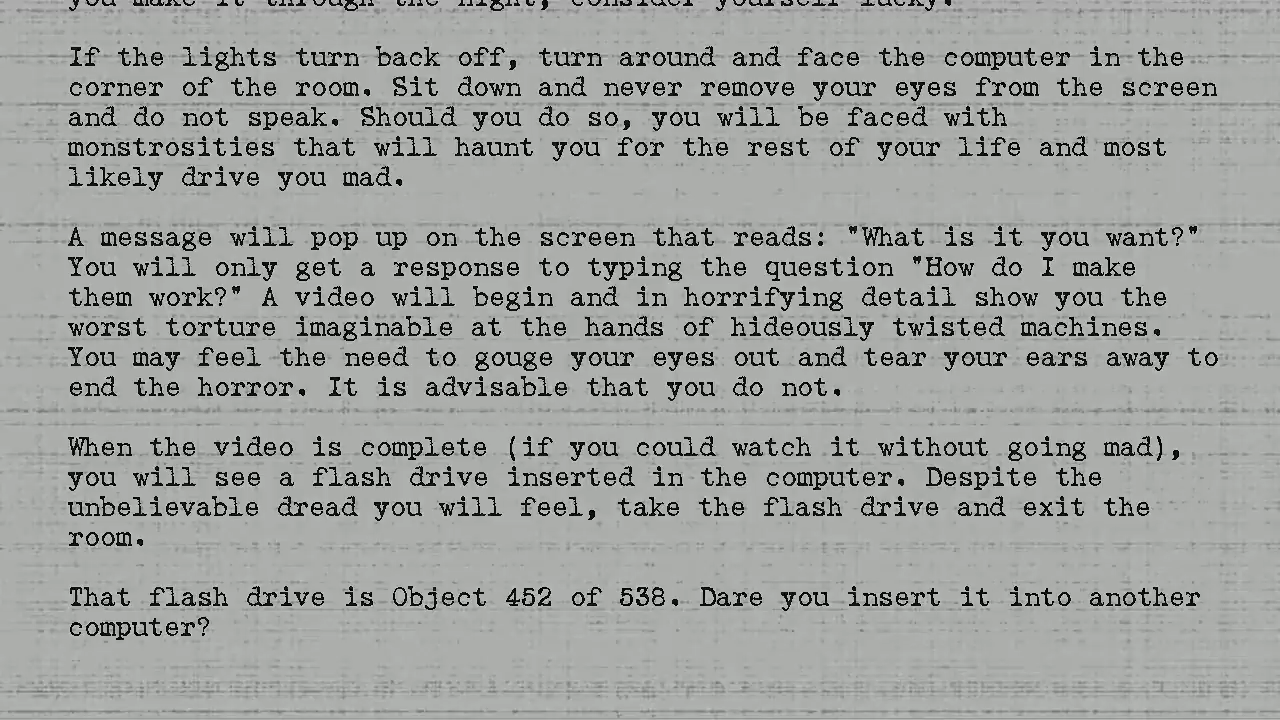 you make it through the night, consider yourself lucky.
If the lights turn back off, turn around and face the computer in the
corner of the room. Sit down and never remove your eyes from the screen
and do not speak. Should you do so, you will be faced with
monstrosities that will haunt you for the rest of your life and most
likely drive you mad.
A message will pop up on the screen that reads: "What is it you want?"
You will only get a response to typing the question "How do I make
them work?" A video will begin and in horrifying detail show you the
worst torture imaginable at the hands of hideously twisted machines.
You may feel the need to gouge your eyes out and tear your ears away to
end the horror. It is advisable that you do not.
When the video is complete (if you could watch it without going mad),
you will see a flash drive inserted in the computer. Despite the
unbelievable dread you will feel, take the flash drive and exit the
room.
That flash drive is Object 452 of 538. Dare you insert it into another
computer?